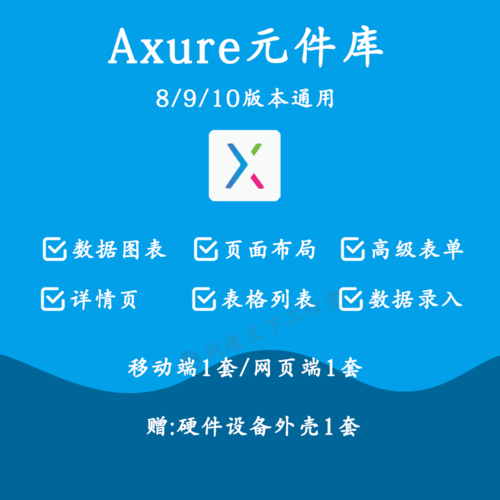 Axure元件库
8/9/10版本通用
数据图表 页面布局 高级表单
详情页 表格列表 数据录入
移动端1套/网页端1套
赠:硬件设备外壳1套